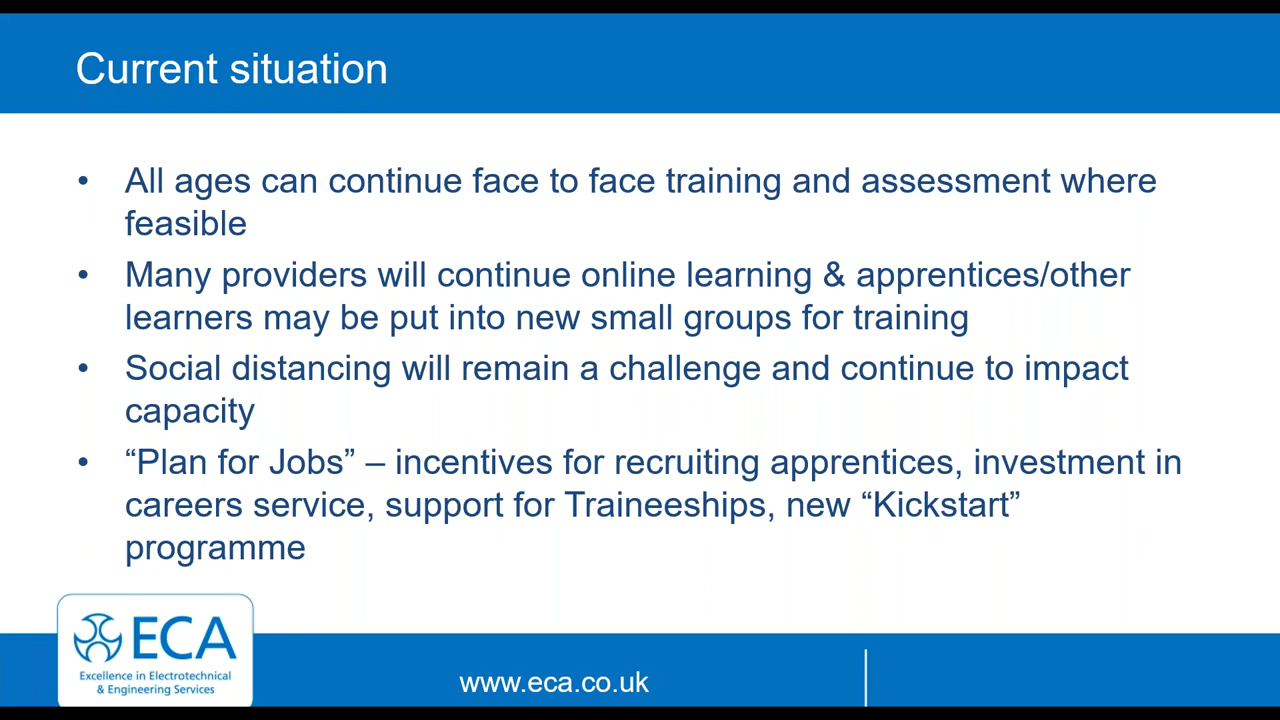 Current situation
• All ages can continue face to face training and assessment where
feasible
• Many providers will continue online learning & apprentices/other
learners may be put into new small groups for training
• Social distancing will remain a challenge and continue to impact
capacity
• “Plan for Jobs” – incentives for recruiting apprentices, investment in
careers service, support for Traineeships, new “Kickstart”
programme
ECA
Excellence in Electrotechnical
& Engineering Services
www.eca.co.uk